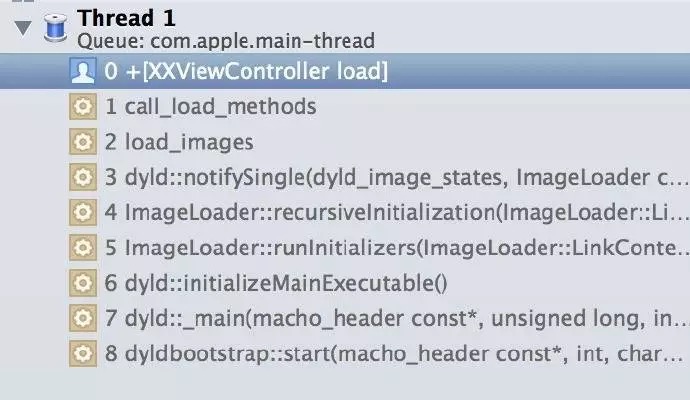 Thread 1
Queue: com.apple.main-thread
0 +[XXViewController load]
1 call_load_methods
2 load_images
3 dyld::notifySingle(dyld_image_states, ImageLoader c...
4 ImageLoader::recursiveInitialization(ImageLoader::Li...
5 ImageLoader::runInitializers(ImageLoader::LinkConte...
6 dyld::initializeMainExecutable()
7 dyld::_main(macho_header const*, unsigned long, in...
8 dyldbootstrap::start(macho_header const*, int, char...